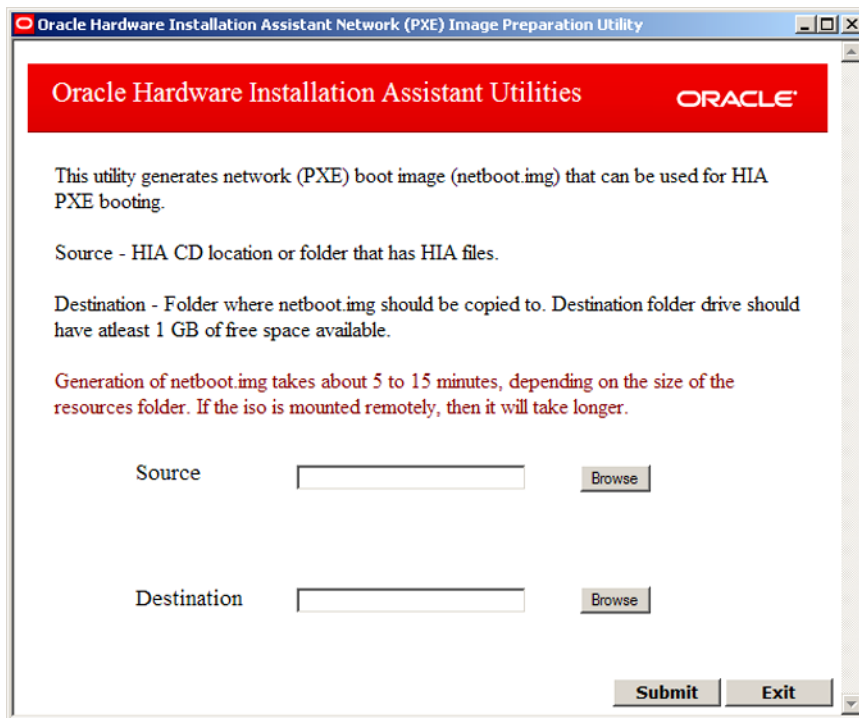 Oracle Hardware Installation Assistant Network (PXE) Image Preparation Utility
Oracle Hardware Installation Assistant Utilities
ORACLE
This utility generates network (PXE) boot image (netboot.img) that can be used for HIA
PXE booting.
Source - HIA CD location or folder that has HIA files.
Destination - Folder where netboot.img should be copied to. Destination folder drive should
have atleast 1 GB of free space available.
Generation of netboot.img takes about 5 to 15 minutes, depending on the size of the
resources folder. If the iso is mounted remotely, then it will take longer.
Source
Browse
Destination
Browse
Submit
Exit